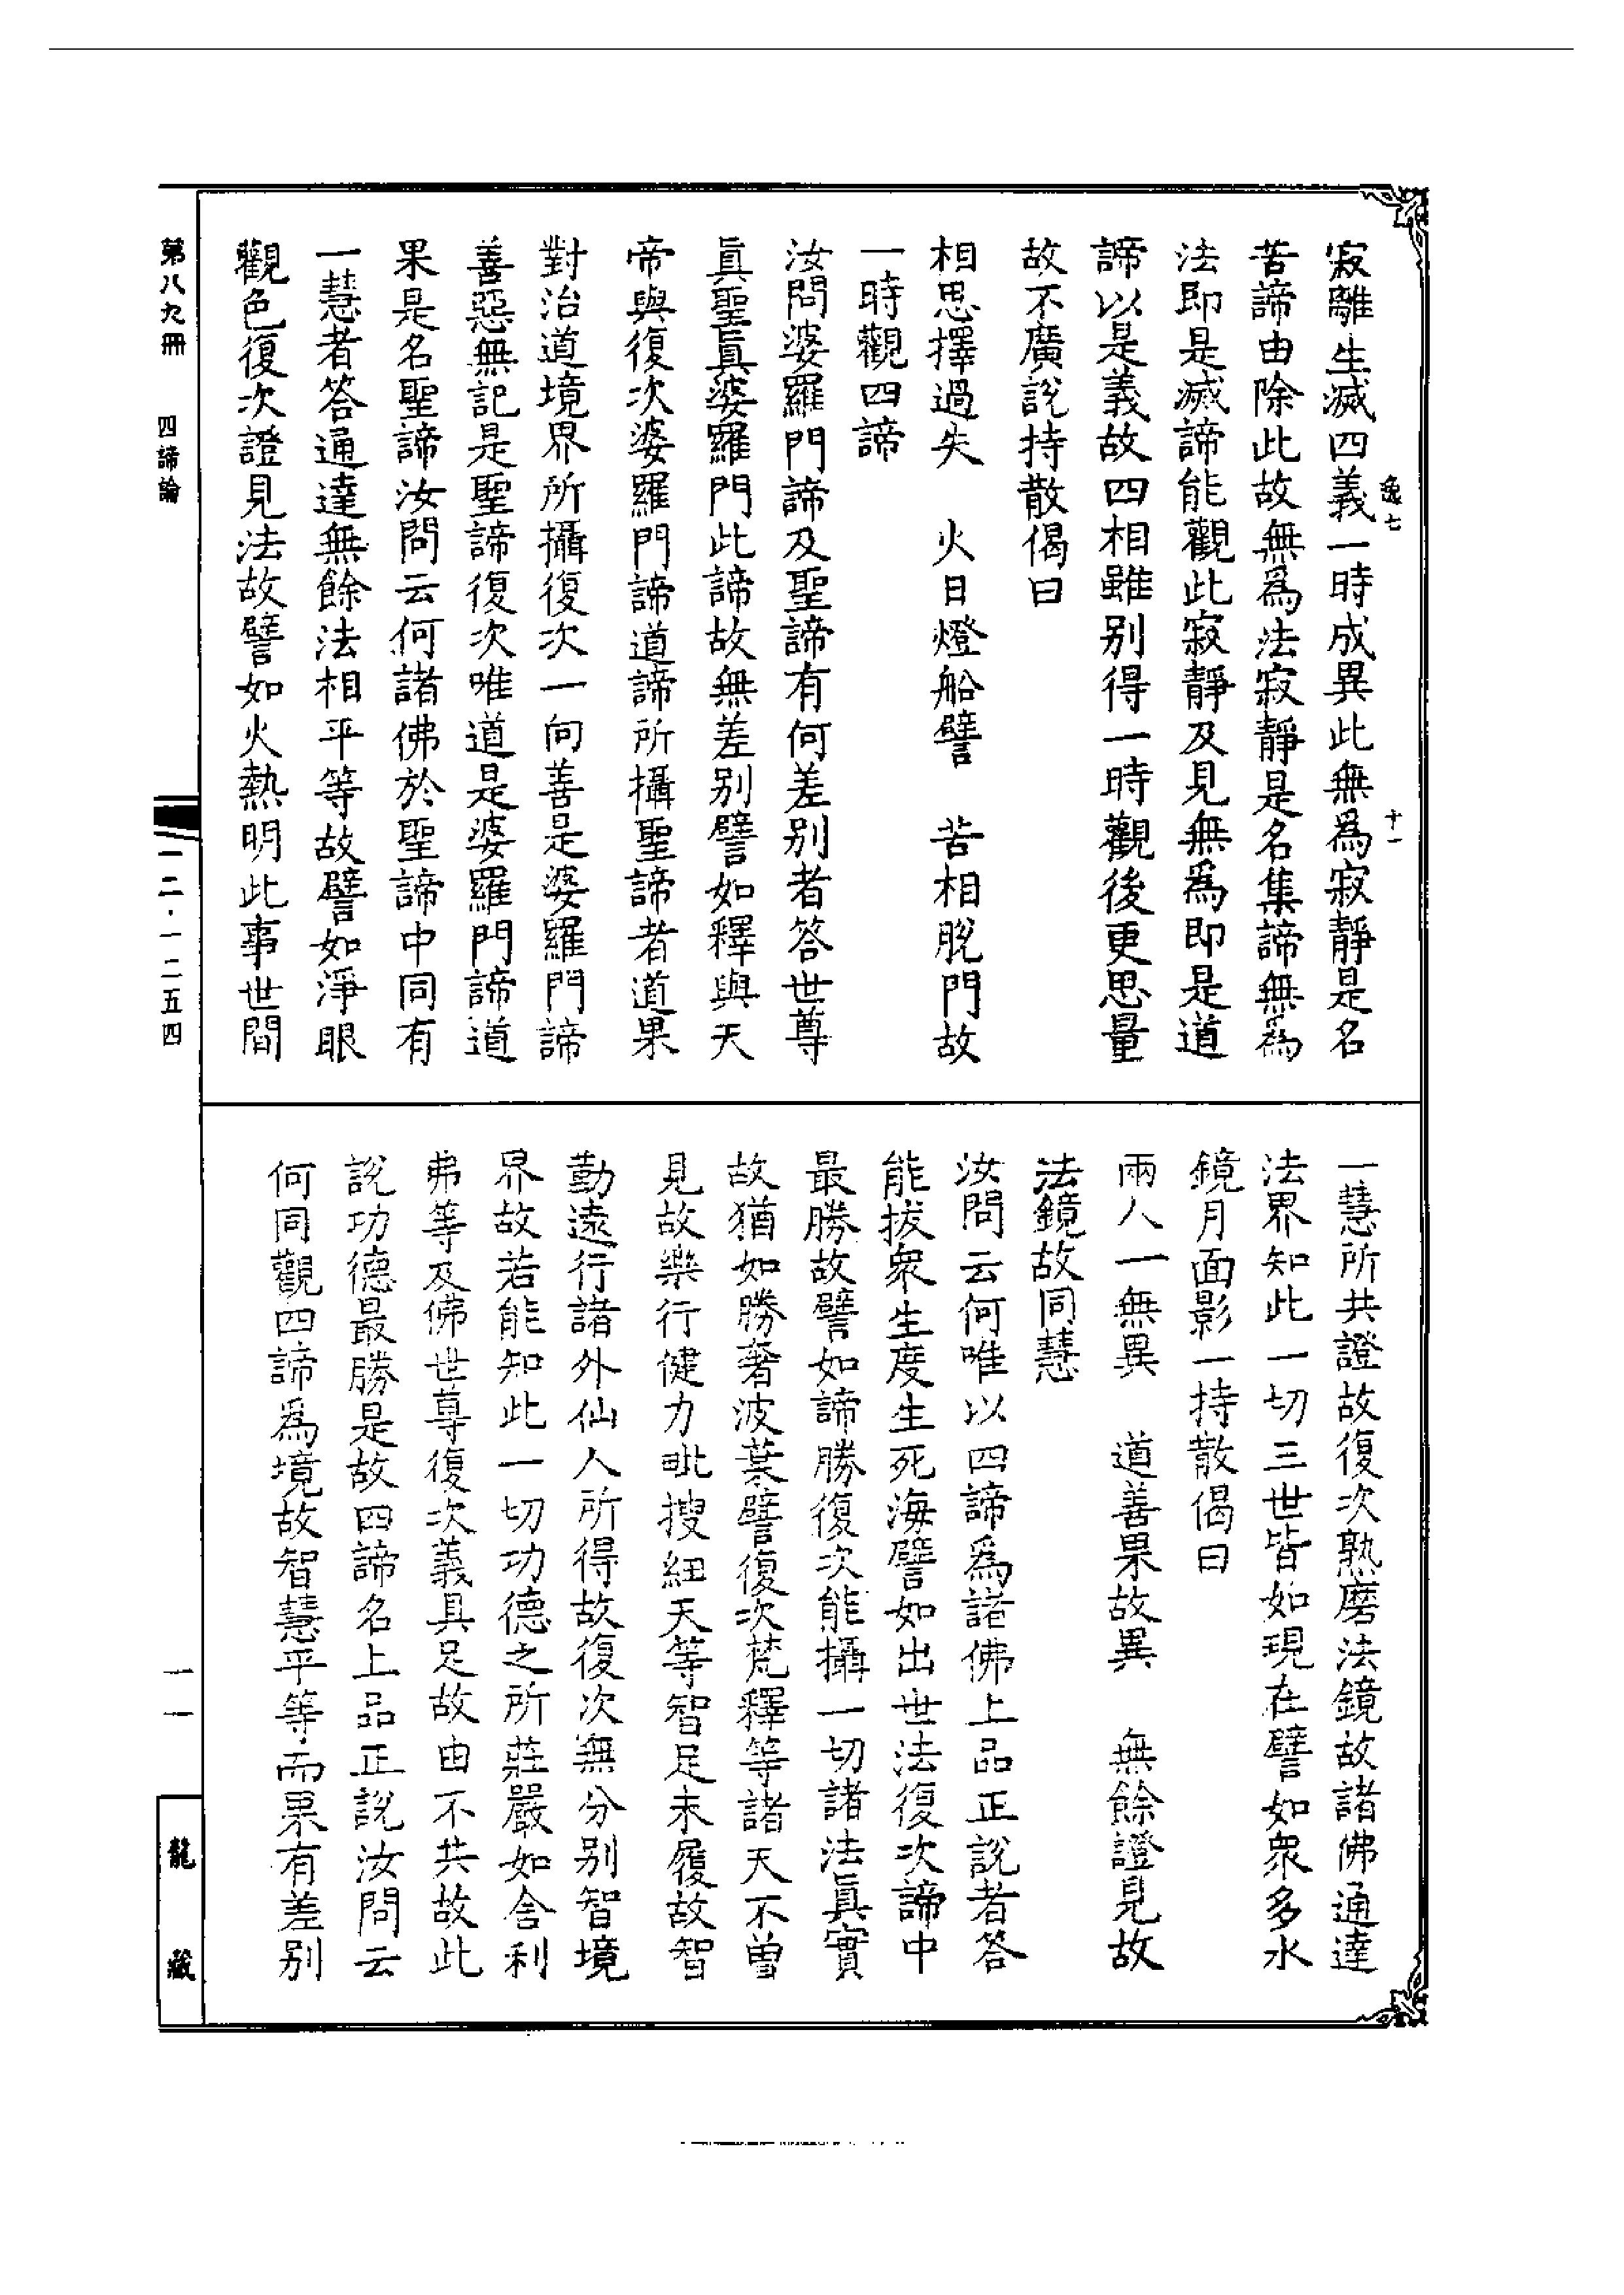 寂離生滅四義一時成異此無爲寂靜是名
苦諦由除此故無爲法寂靜是名集諦無爲
法即是滅諦能觀此寂靜及見無爲即是道
諦以是義故四相雖別得一時觀後更思量
故不廣說持散偈曰
相思擇過失　火日燈船譬　苦相脫門故
一時觀四諦
汝問婆羅門諦及聖諦有何差別者答世尊
眞聖眞婆羅門此諦故無差別譬如釋與天
帝與復次婆羅門諦道諦所攝聖諦者道果
對治道境界所攝復次一向善是婆羅門諦
善惡無記是聖諦復次唯道是婆羅門諦道
果是名聖諦汝問云何諸佛於聖諦中同有
一慧者答通達無餘法相平等故譬如淨眼
觀色復次證見法故譬如火熱明此事世間
一慧所共證故復次熟磨法鏡故諸佛通達
法界知此一切三世皆如現在譬如衆多水
鏡月面影一持散偈曰
兩人一無異　道善果故異　無餘證見故
法鏡故同慧
汝問云何唯以四諦爲諸佛上品正說者答
能拔衆生度生死海譬如出世法復次諦中
最勝故譬如諦勝復次能攝一切諸法眞實
故猶如勝奢波葉譬復次梵釋等諸天不曾
見故樂行健力毗搜紐天等智足未履故智
勤遠行諸外仙人所得故復次無分別智境
界故若能知此一切功德之所莊嚴如舍利
弗等及佛世尊復次義具足故由不共故此
說功德最勝是故四諦名上品正說汝問云
何同觀四諦爲境故智慧平等而果有差別
逸七
十一
第八九冊
四諦論
一二·一二五四
一一
龍藏